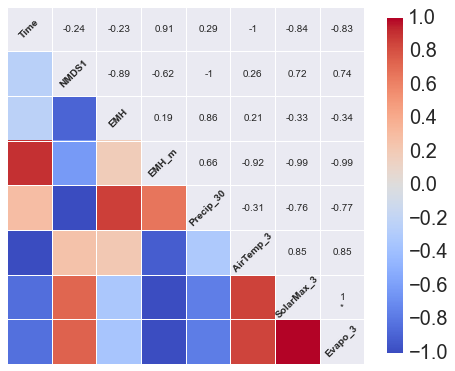 Time -0.24 -0.23 0.91 0.29 -1 -0.84 -0.83
NMDS1 -0.89 -0.62 -1 0.26 0.72 0.74
EMH 0.19 0.86 0.21 -0.33 -0.34
EMH_m 0.66 -0.92 -0.99 -0.99
Precip_30 -0.31 -0.76 -0.77
AirTemp_3 0.85 0.85
SolarMax_3 1
*
Evapo_3
1.0
0.8
0.6
0.4
0.2
0.0
−0.2
−0.4
−0.6
−0.8
−1.0